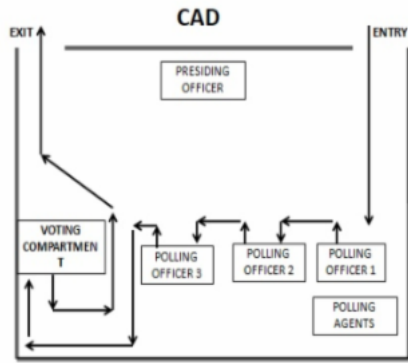 CAD
EXIT
ENTRY
PRESIDING
OFFICER
VOTING
COMPARTMEN
T
POLLING
OFFICER 3
POLLING
OFFICER 2
POLLING
OFFICER 1
POLLING
AGENTS